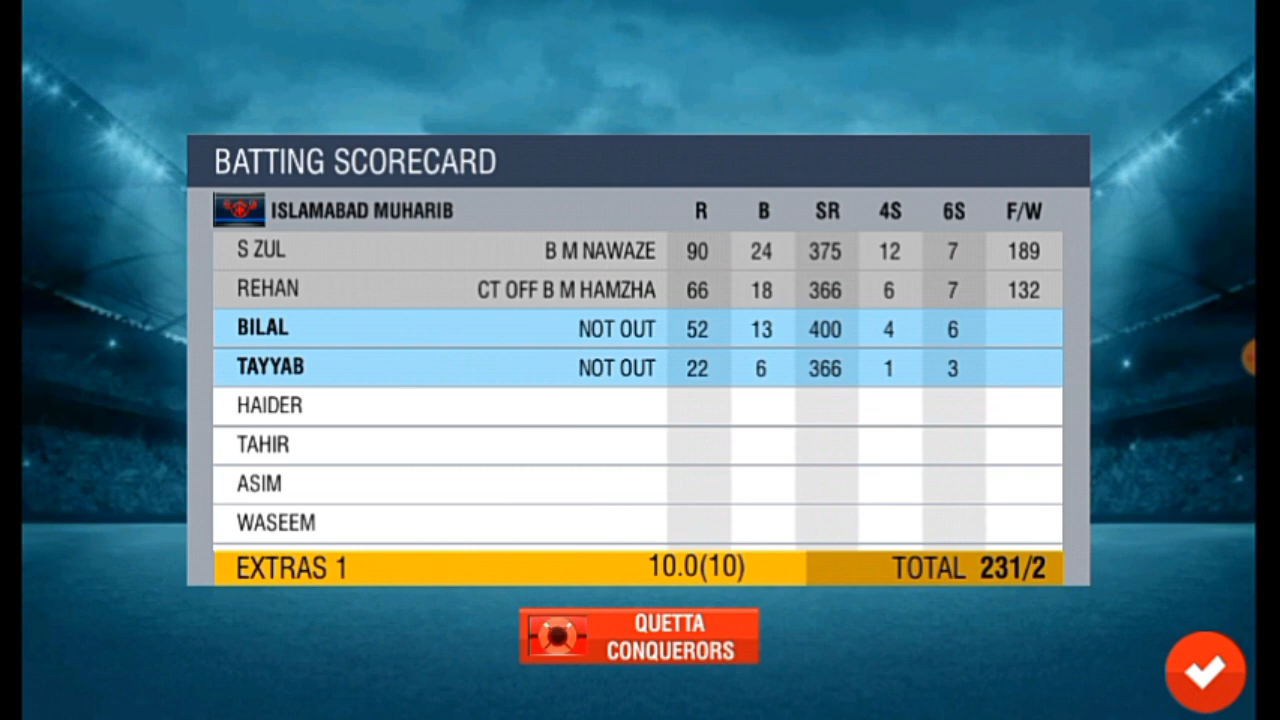 BATTING SCORECARD
ISLAMABAD MUHARIB R B SR 4S 6S F/W
S ZUL B M NAWAZE 90 24 375 12 7 189
REHAN CT OFF B M HAMZHA 66 18 366 6 7 132
BILAL NOT OUT 52 13 400 4 6
TAYYAB NOT OUT 22 6 366 1 3
HAIDER
TAHIR
ASIM
WASEEM
EXTRAS 1 10.0(10) TOTAL 231/2
QUETTA
CONQUERORS